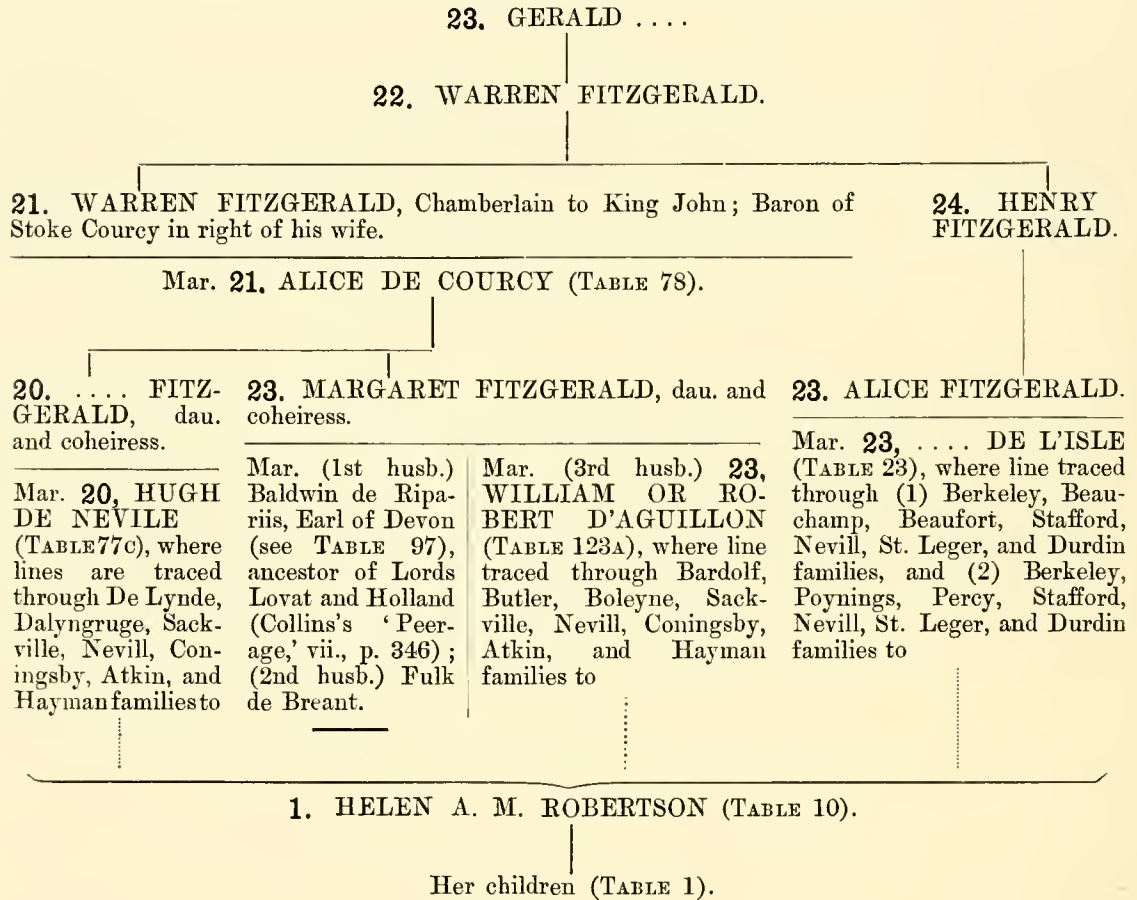 23. GERALD ....
22. WARREN FITZGERALD.
21. WARREN FITZGERALD, Chamberlain to King John; Baron of
Stoke Courcy in right of his wife.
24. HENRY
FITZGERALD.
Mar. 21, ALICE DE COURCY (TABLE 78).
20. .... FITZ-
GERALD, dau.
and coheiress.
Mar. 20, HUGH
DE NEVILE
(TABLE 77C), where
lines are traced
through De Lynde,
Dalyngruge, Sack-
ville, Nevill, Con-
ingsby, Atkin, and
Hayman families to
23. MARGARET FITZGERALD, dau. and
coheiress.
Mar. (1st husb.)
Baldwin de Ripa-
riis, Earl of Devon
(see TABLE 97),
ancestor of Lords
Lovat and Holland
(Collins's 'Peer-
age,' vii., p. 346);
(2nd husb.) Fulk
de Breant.
Mar. (3rd husb.) 23,
WILLIAM OR RO-
BERT D'AGUILLON
(TABLE 123A), where line
traced through Bardolf,
Butler, Boleyne, Sack-
ville, Nevill, Coningsby,
Atkin, and Hayman
families to
23. ALICE FITZGERALD.
Mar. 23, .... DE L'ISLE
(TABLE 23), where line traced
through (1) Berkeley, Beau-
champ, Beaufort, Stafford,
Nevill, St. Leger, and Durdin
families, and (2) Berkeley,
Poynings, Percy, Stafford,
Nevill, St. Leger, and Durdin
families to
1. HELEN A. M. ROBERTSON (TABLE 10).
Her children (TABLE 1).